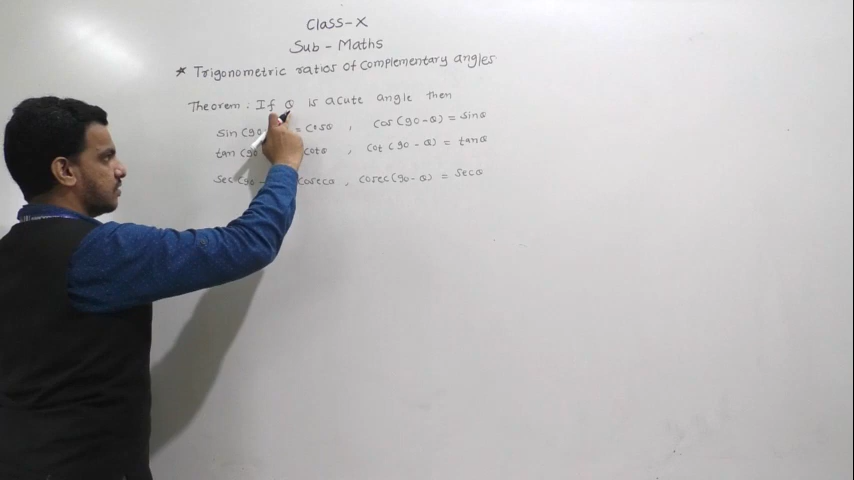 Class-X
Sub - Maths
* Trigonometric ratios of complementary angles
Theorem : If θ is acute angle then
sin (90 = cosθ , cos (90-θ) = sinθ
tan (90 cotθ , cot (90 - θ) = tanθ
sec (90 - cosecθ , cosec (90-θ) = secθ